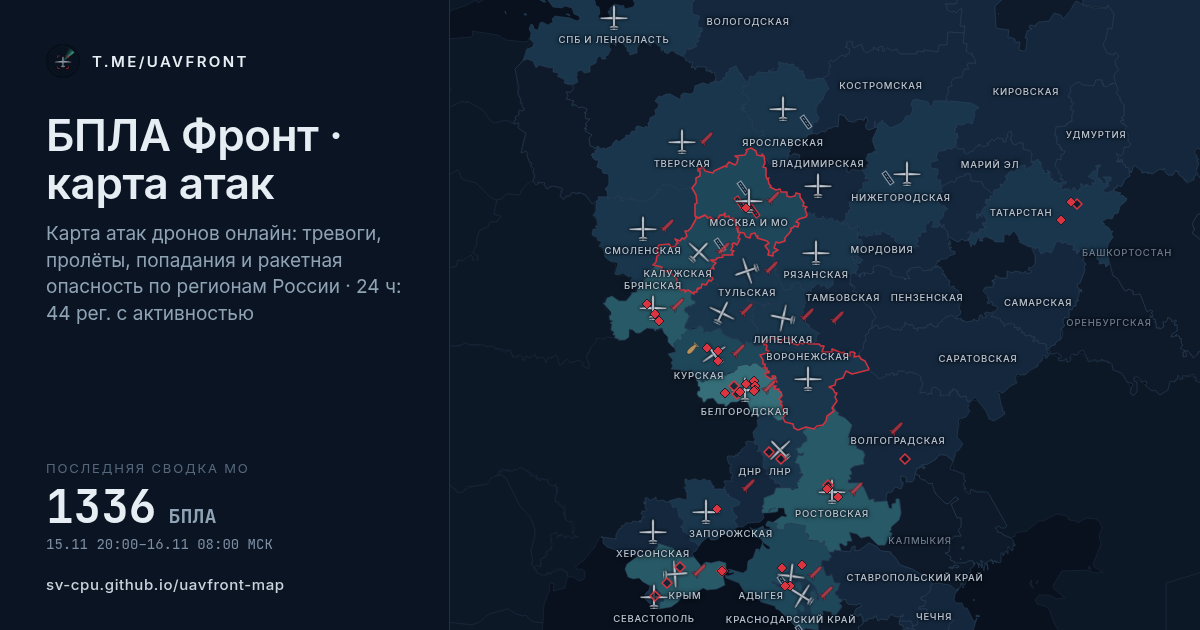 T.ME/UAVFRONT
БПЛА Фронт ·
карта атак
Карта атак дронов онлайн: тревоги,
пролёты, попадания и ракетная
опасность по регионам России · 24 ч:
44 рег. с активностью
ПОСЛЕДНЯЯ СВОДКА МО
1336 БПЛА
15.11 20:00–16.11 08:00 МСК
sv-cpu.github.io/uavfront-map
ВОЛОГОДСКАЯ
СПБ И ЛЕНОБЛАСТЬ
КОСТРОМСКАЯ
КИРОВСКАЯ
УДМУРТИЯ
ЯРОСЛАВСКАЯ
ТВЕРСКАЯ
ВЛАДИМИРСКАЯ
МАРИЙ ЭЛ
НИЖЕГОРОДСКАЯ
ТАТАРСТАН
МОСКВА И МО
СМОЛЕНСКАЯ
МОРДОВИЯ
БАШКОРТОСТАН
КАЛУЖСКАЯ
РЯЗАНСКАЯ
БРЯНСКАЯ
ТУЛЬСКАЯ
ТАМБОВСКАЯ
ПЕНЗЕНСКАЯ
САМАРСКАЯ
ОРЕНБУРГСКАЯ
ЛИПЕЦКАЯ
ВОРОНЕЖСКАЯ
САРАТОВСКАЯ
КУРСКАЯ
БЕЛГОРОДСКАЯ
ВОЛГОГРАДСКАЯ
ДНР
ЛНР
РОСТОВСКАЯ
ЗАПОРОЖСКАЯ
КАЛМЫКИЯ
ХЕРСОНСКАЯ
СТАВРОПОЛЬСКИЙ КРАЙ
КРЫМ
АДЫГЕЯ
СЕВАСТОПОЛЬ
КРАСНОДАРСКИЙ КРАЙ
ЧЕЧНЯ